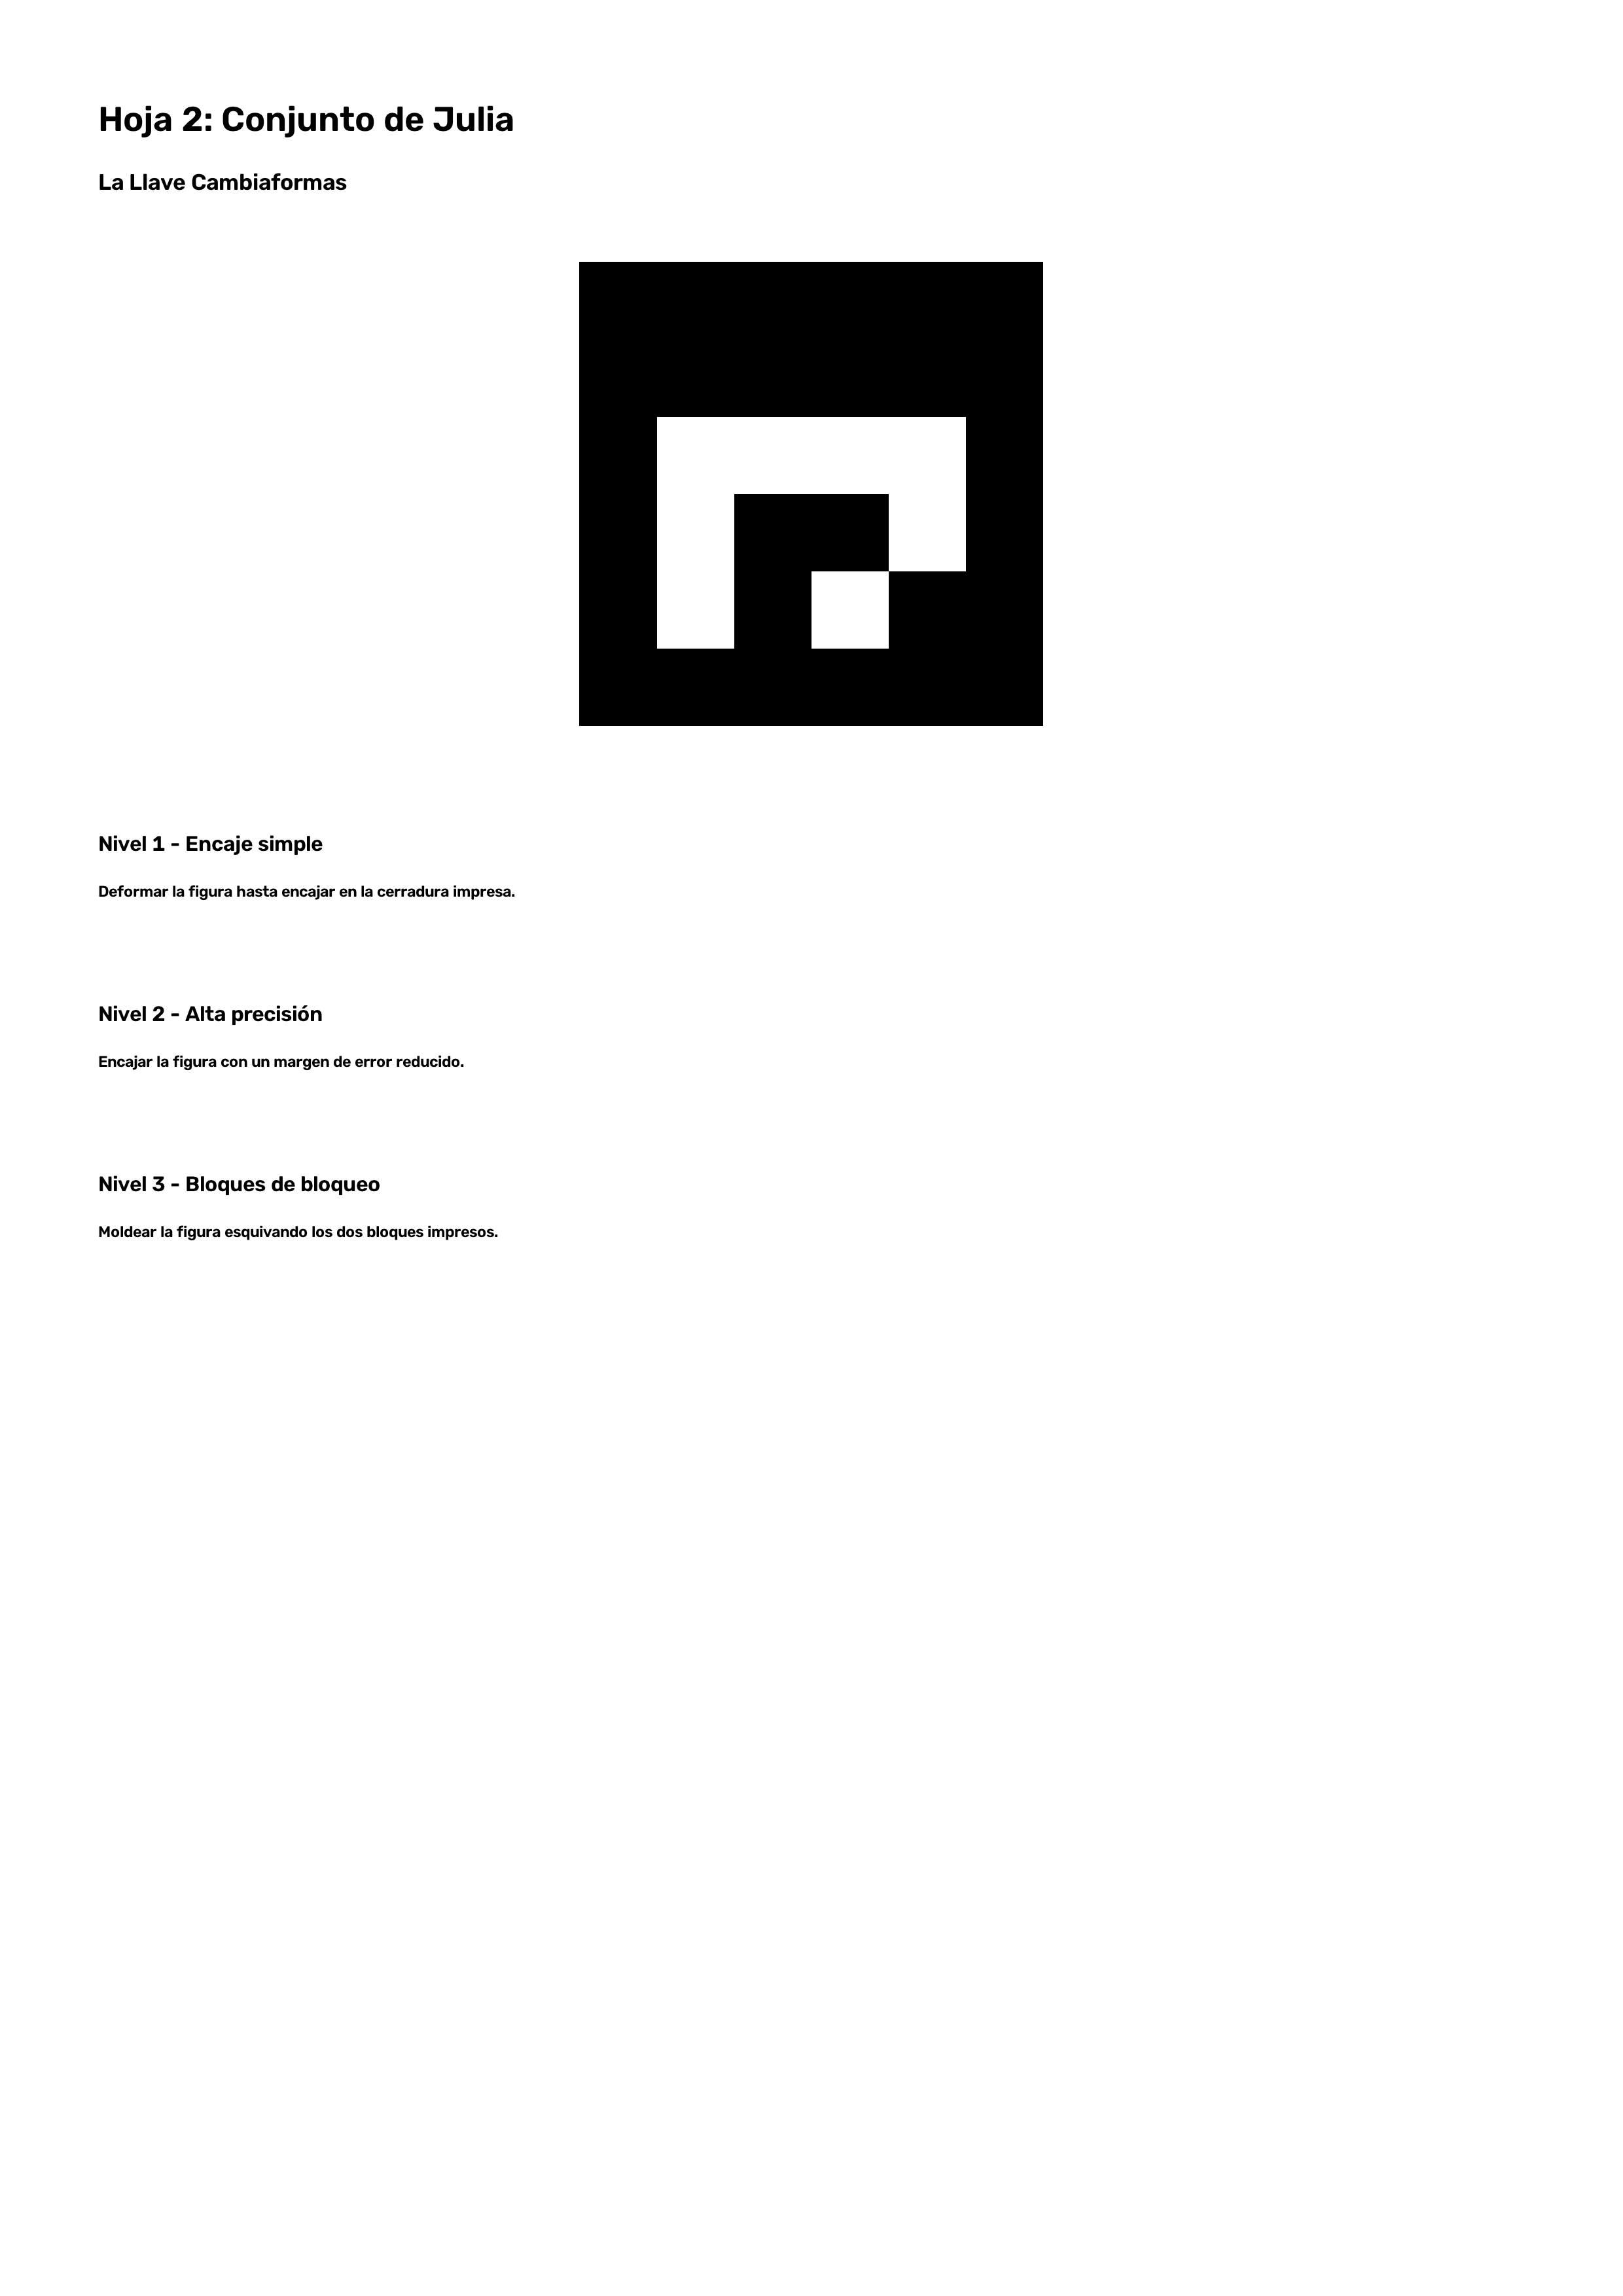 Hoja 2: Conjunto de Julia
La Llave Cambiaformas
Nivel 1 - Encaje simple
Deformar la figura hasta encajar en la cerradura impresa.
Nivel 2 - Alta precisión
Encajar la figura con un margen de error reducido.
Nivel 3 - Bloques de bloqueo
Moldear la figura esquivando los dos bloques impresos.